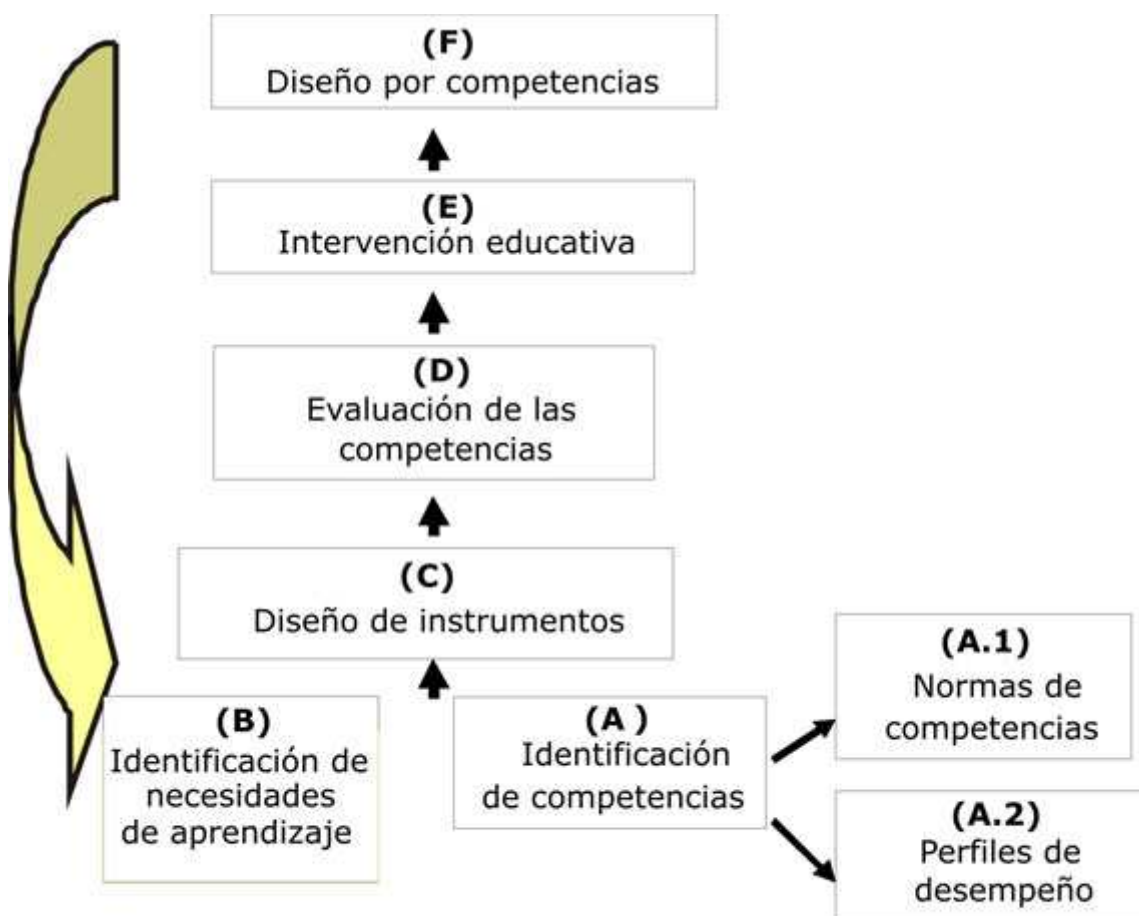 (F)
Diseño por competencias
(E)
Intervención educativa
(D)
Evaluación de las
competencias
(C)
Diseño de instrumentos
(B)
Identificación de
necesidades
de aprendizaje
(A )
Identificación
de competencias
(A.1)
Normas de
competencias
(A.2)
Perfiles de
desempeño